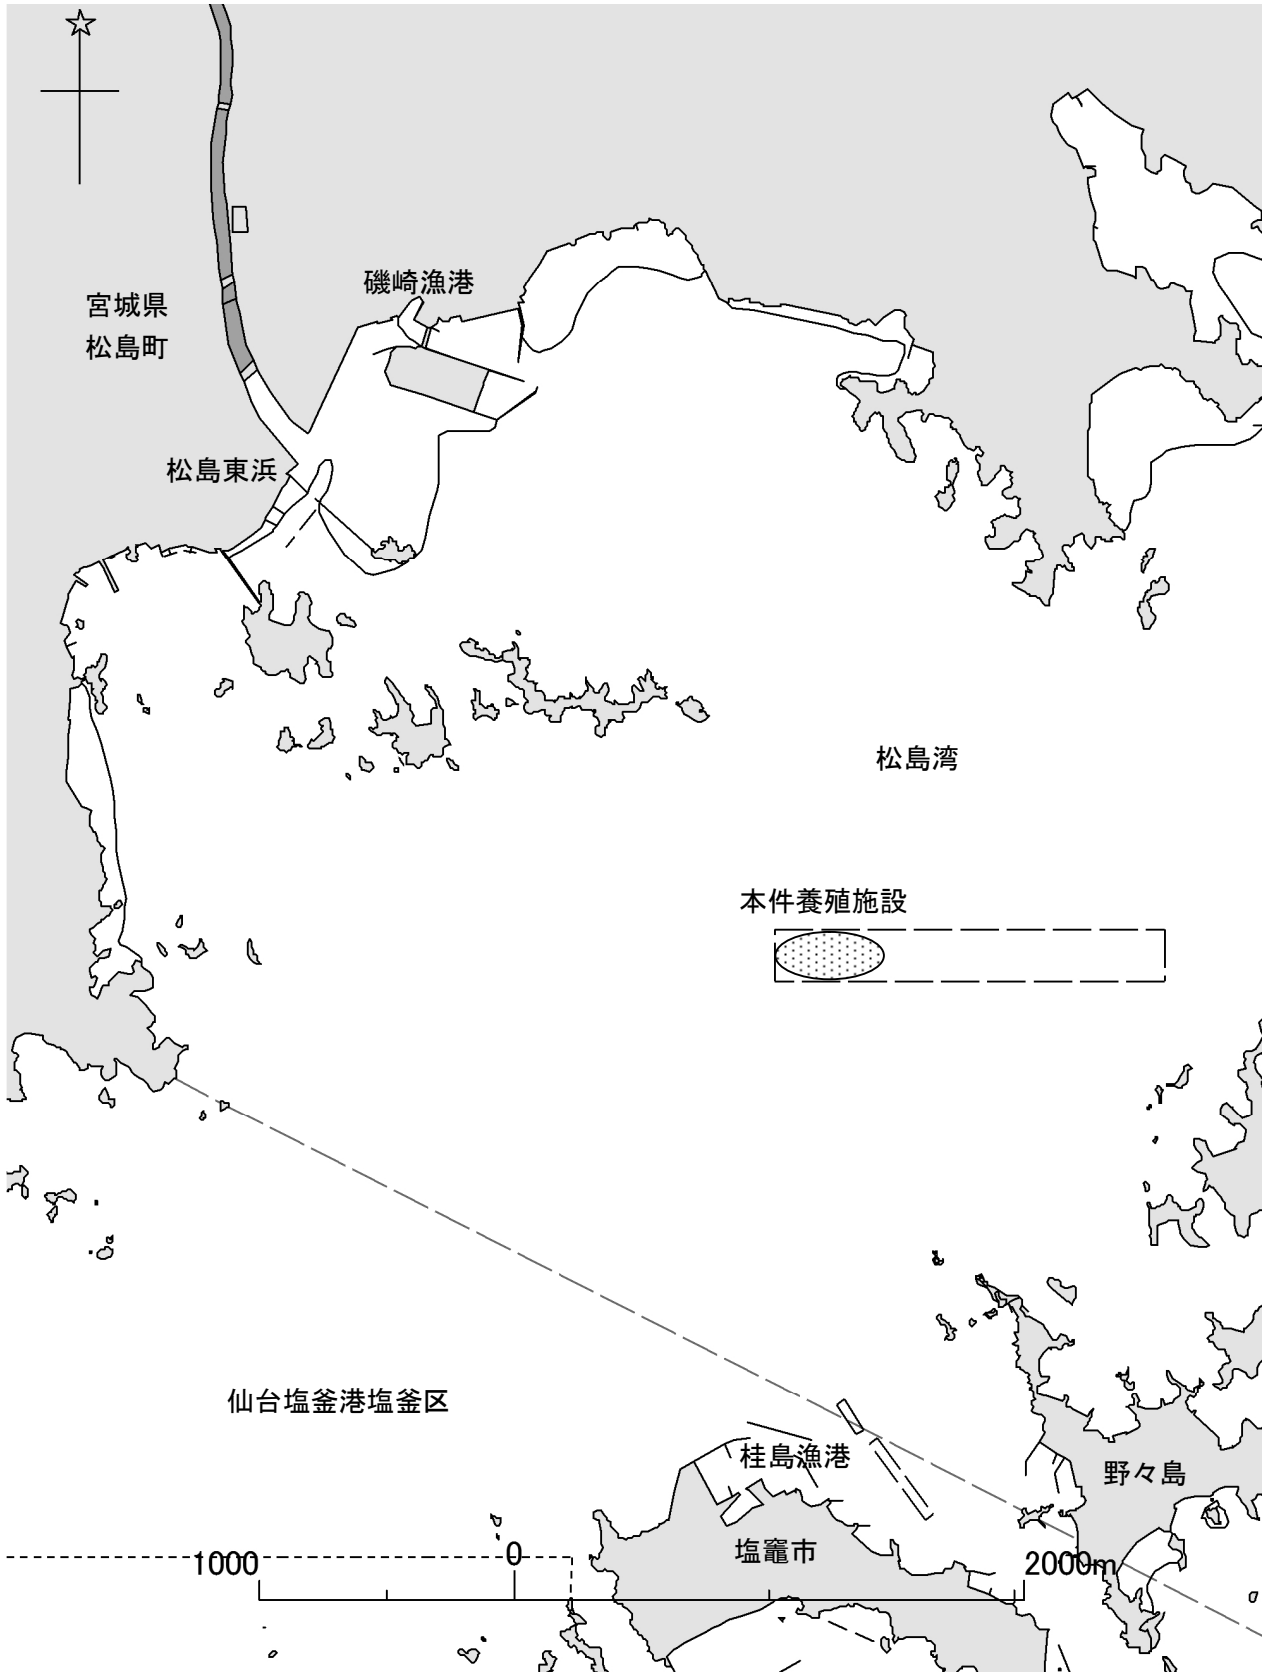 磯崎漁港
宮城県
松島町
松島東浜
松島湾
本件養殖施設
仙台塩釜港塩釜区
桂島漁港
野々島
塩竈市
1000
0
2000m